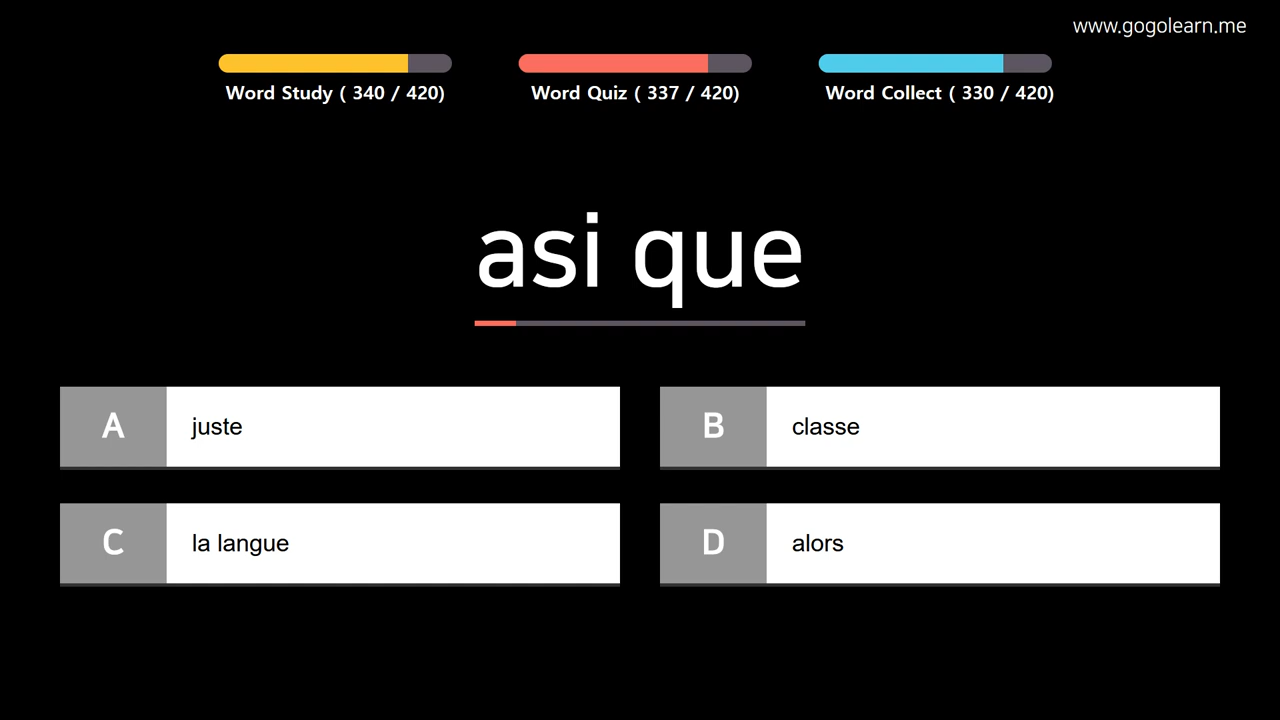 www.gogolearn.me
Word Study ( 340 / 420)
Word Quiz ( 337 / 420)
Word Collect ( 330 / 420)
asi que
A
juste
B
classe
C
la langue
D
alors